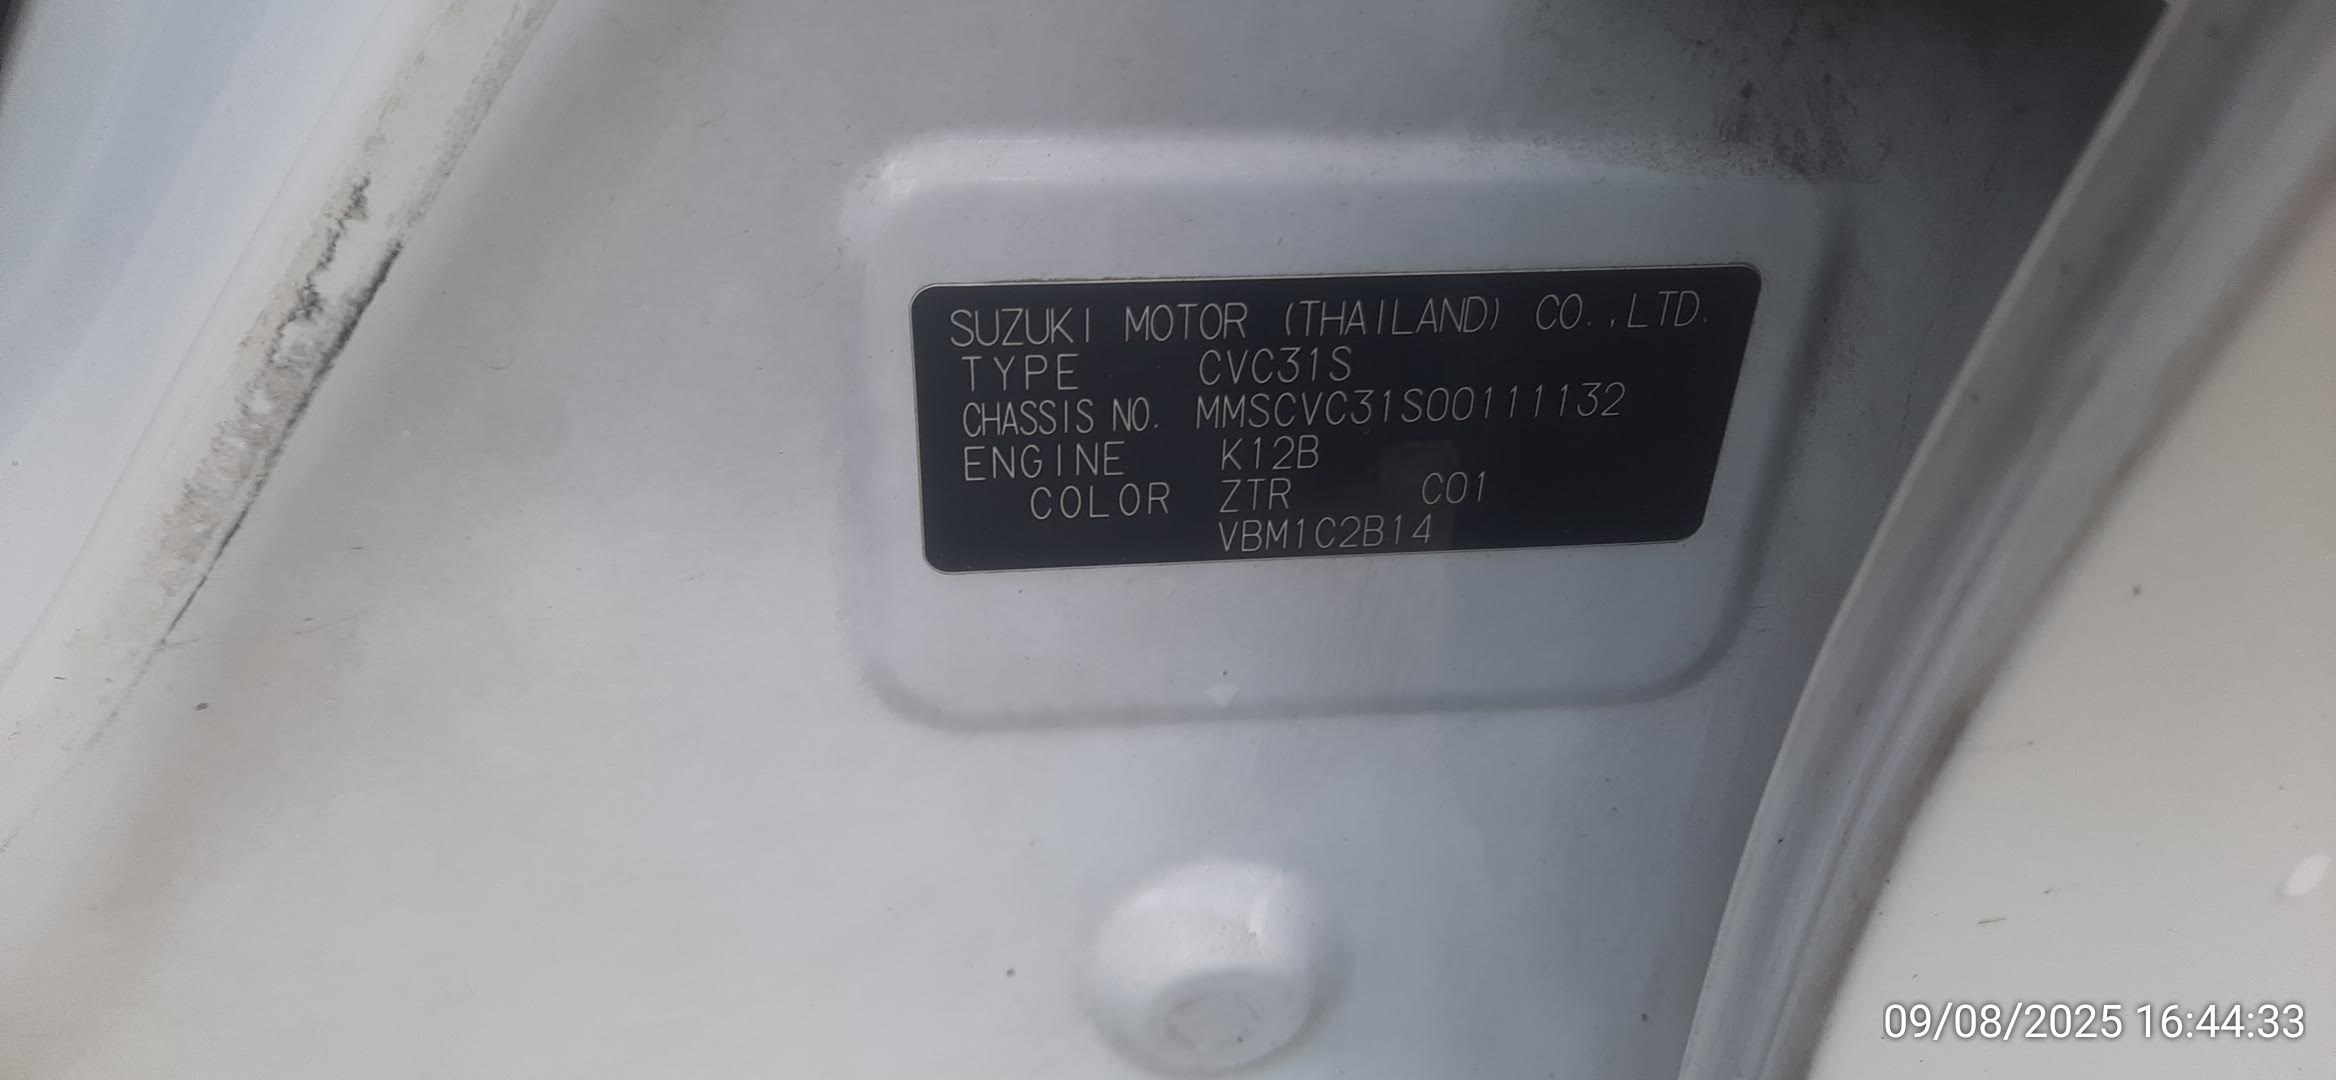 SUZUKI MOTOR (THAILAND) CO.,LTD.
TYPE CVC31S
CHASSIS NO. MMSCVC31S00111132
ENGINE K12B
COLOR ZTR C01
VBM1C2B14
09/08/2025 16:44:33